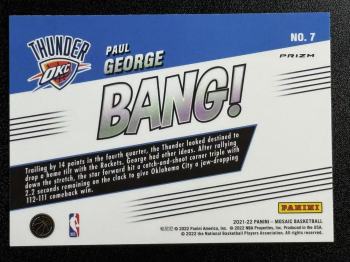 NO. 7
PRIZM
THUNDER
OKC
PAUL
GEORGE
BANG!
Trailing by 14 points in the fourth quarter, the Thunder looked destined to
drop a home tilt with the Rockets. George had other ideas. After rallying
down the stretch, the star forward hit a catch-and-shoot corner triple with
2.2 seconds remaining on the clock to give Oklahoma City a jaw-dropping
112-111 comeback win.
PANINI
2021-22 PANINI – MOSAIC BASKETBALL
© 2022 Panini America, Inc. © 2022 NBA Properties, Inc. Produced in the USA.
© 2022 the National Basketball Players Association. All rights reserved.
NBA